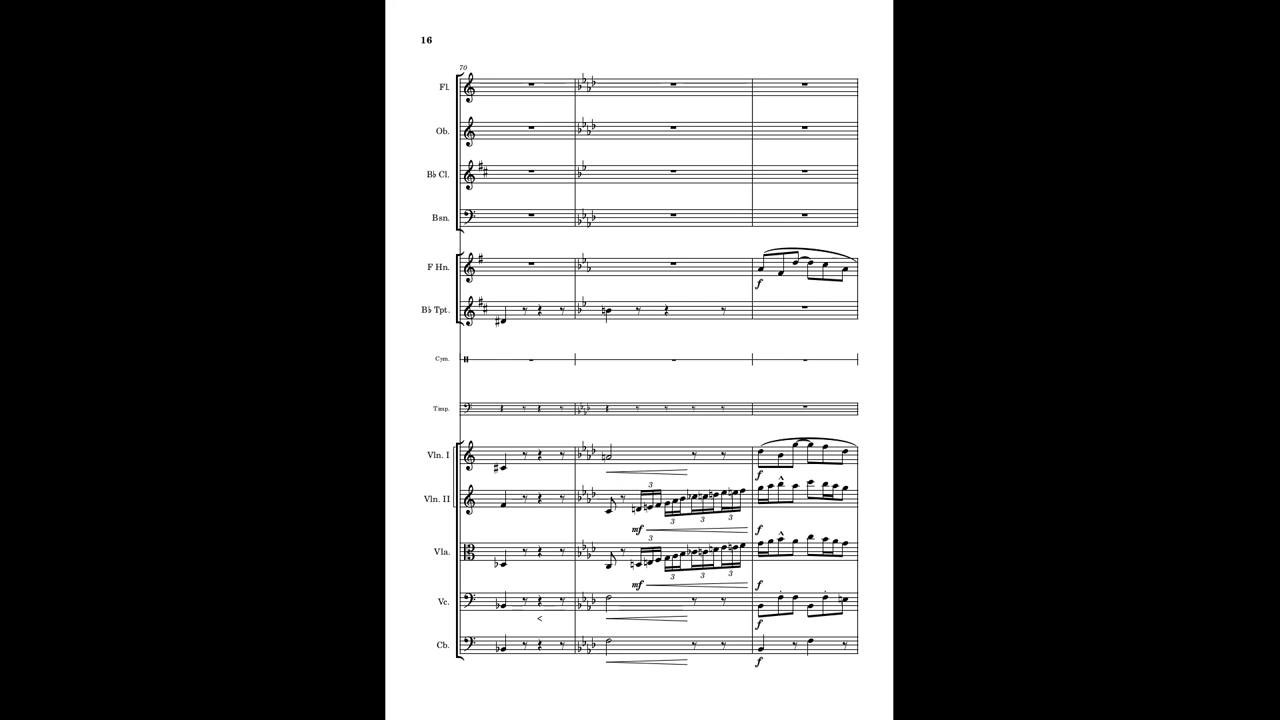 16
70
Fl.
Ob.
B♭ Cl.
Bsn.
F Hn.
f
B♭ Tpt.
Cym.
Timp.
Vln. I
f
Vln. II
3
3 3 3
mf f
Vla.
3
3 3 3
mf f
Vc.
f
Cb.
f